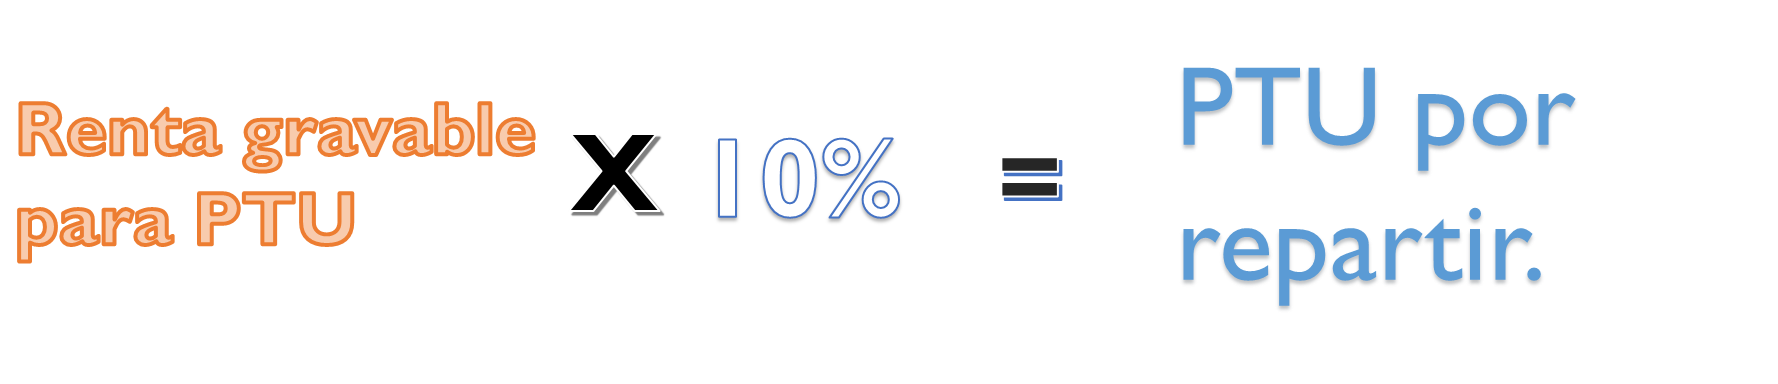 Renta gravable
para PTU
X 10% =
PTU por
repartir.